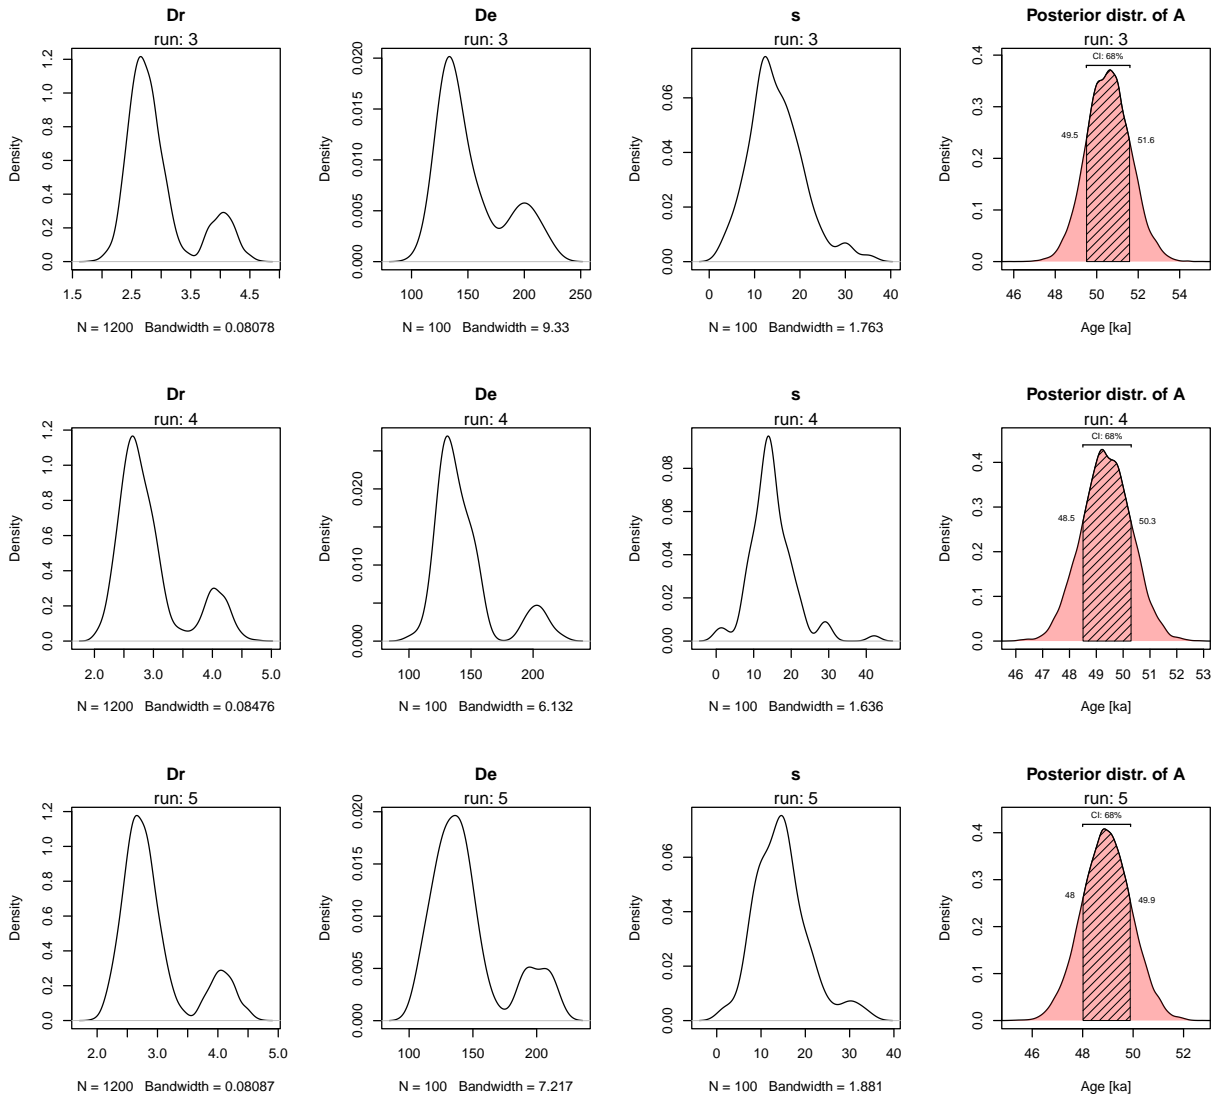 Dr
run: 3
Density
0.0 0.2 0.4 0.6 0.8 1.0 1.2
1.5 2.5 3.5 4.5
N = 1200 Bandwidth = 0.08078
De
run: 3
Density
0.000 0.005 0.010 0.015 0.020
100 150 200 250
N = 100 Bandwidth = 9.33
s
run: 3
Density
0.00 0.02 0.04 0.06
0 10 20 30 40
N = 100 Bandwidth = 1.763
Posterior distr. of A
run: 3
CI: 68%
49.5
51.6
Density
0.0 0.1 0.2 0.3 0.4
46 48 50 52 54
Age [ka]
Dr
run: 4
Density
0.0 0.2 0.4 0.6 0.8 1.0 1.2
2.0 3.0 4.0 5.0
N = 1200 Bandwidth = 0.08476
De
run: 4
Density
0.000 0.010 0.020
100 150 200
N = 100 Bandwidth = 6.132
s
run: 4
Density
0.00 0.02 0.04 0.06 0.08
0 10 20 30 40
N = 100 Bandwidth = 1.636
Posterior distr. of A
run: 4
CI: 68%
48.5
50.3
Density
0.0 0.1 0.2 0.3 0.4
46 47 48 49 50 51 52 53
Age [ka]
Dr
run: 5
Density
0.0 0.2 0.4 0.6 0.8 1.0 1.2
2.0 3.0 4.0 5.0
N = 1200 Bandwidth = 0.08087
De
run: 5
Density
0.000 0.005 0.010 0.015 0.020
100 150 200
N = 100 Bandwidth = 7.217
s
run: 5
Density
0.00 0.02 0.04 0.06
0 10 20 30 40
N = 100 Bandwidth = 1.881
Posterior distr. of A
run: 5
CI: 68%
48
49.9
Density
0.0 0.1 0.2 0.3 0.4
46 48 50 52
Age [ka]